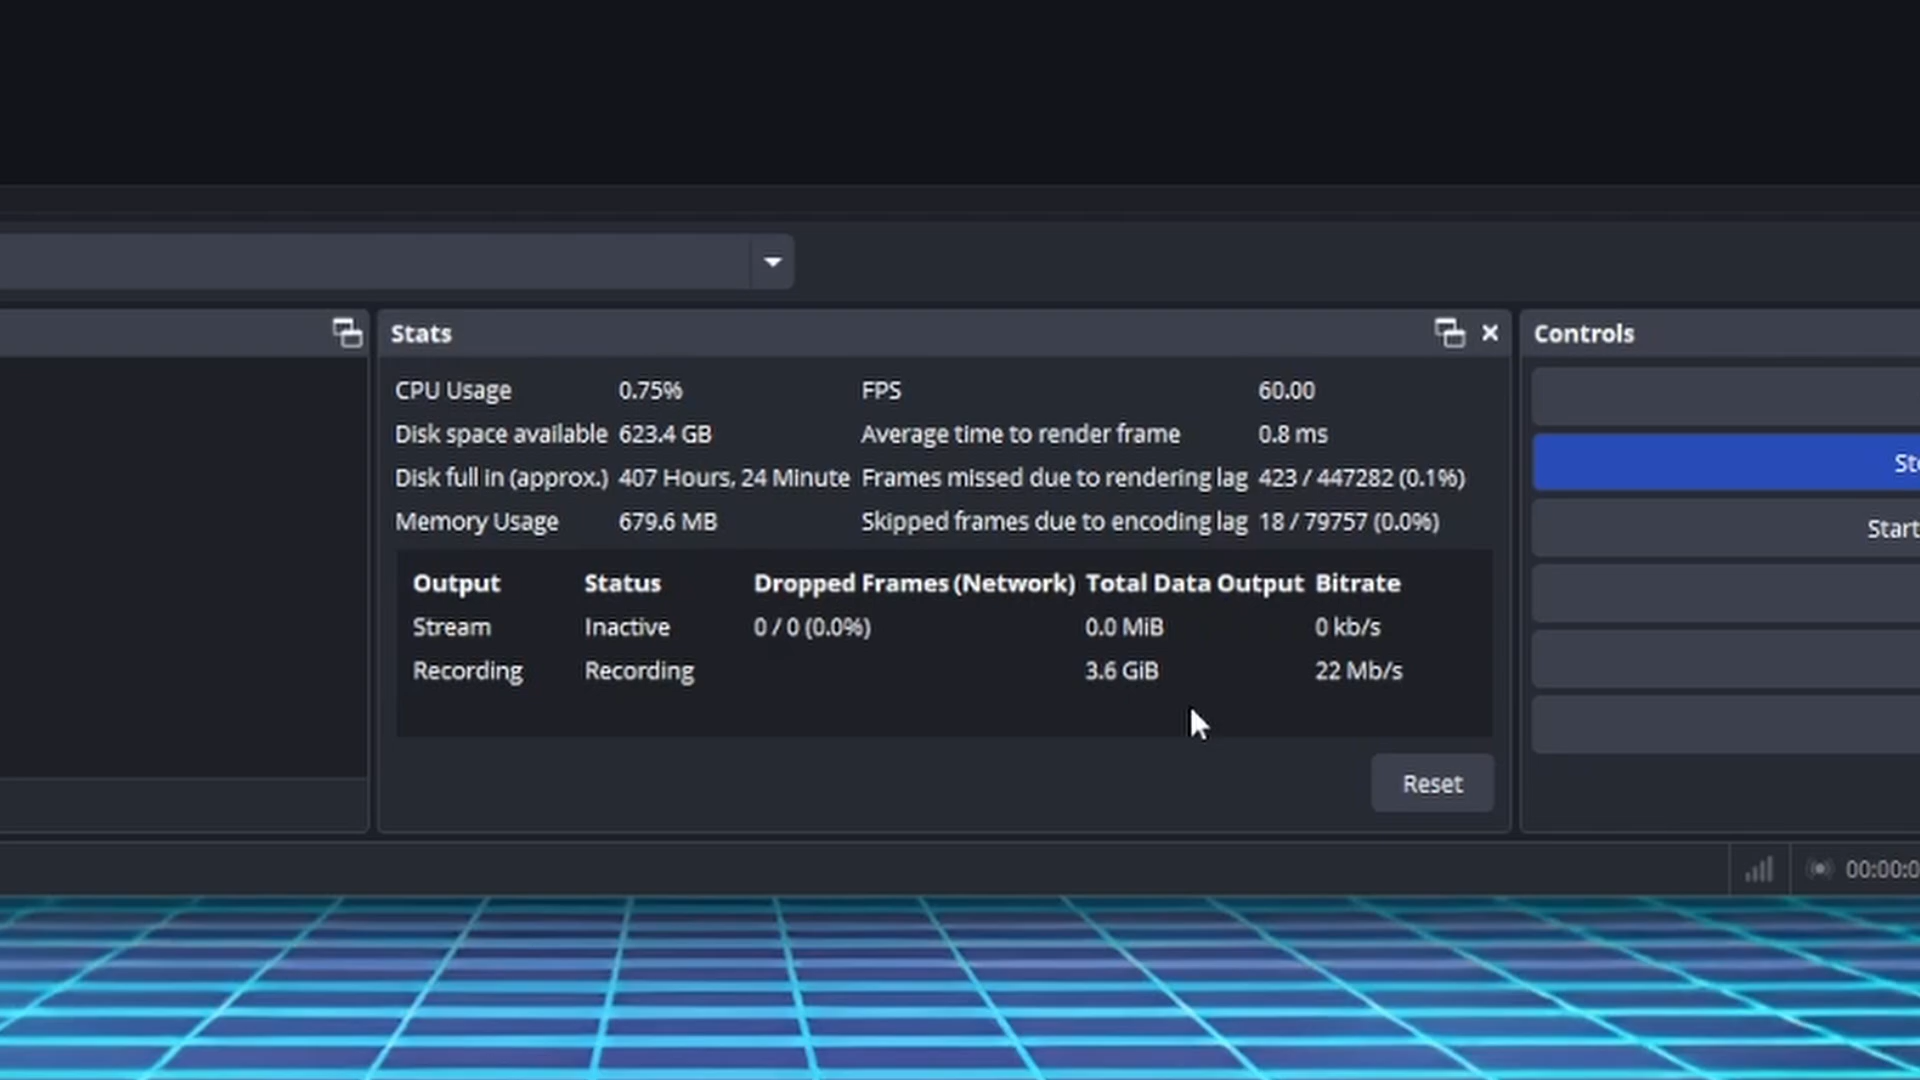 Stats
Controls
CPU Usage 0.75% FPS 60.00
Disk space available 623.4 GB Average time to render frame 0.8 ms
Disk full in (approx.) 407 Hours, 24 Minute Frames missed due to rendering lag 423 / 447282 (0.1%)
Memory Usage 679.6 MB Skipped frames due to encoding lag 18 / 79757 (0.0%)
Output Status Dropped Frames (Network) Total Data Output Bitrate
Stream Inactive 0 / 0 (0.0%) 0.0 MiB 0 kb/s
Recording Recording 3.6 GiB 22 Mb/s
Reset
Start
00:00:0